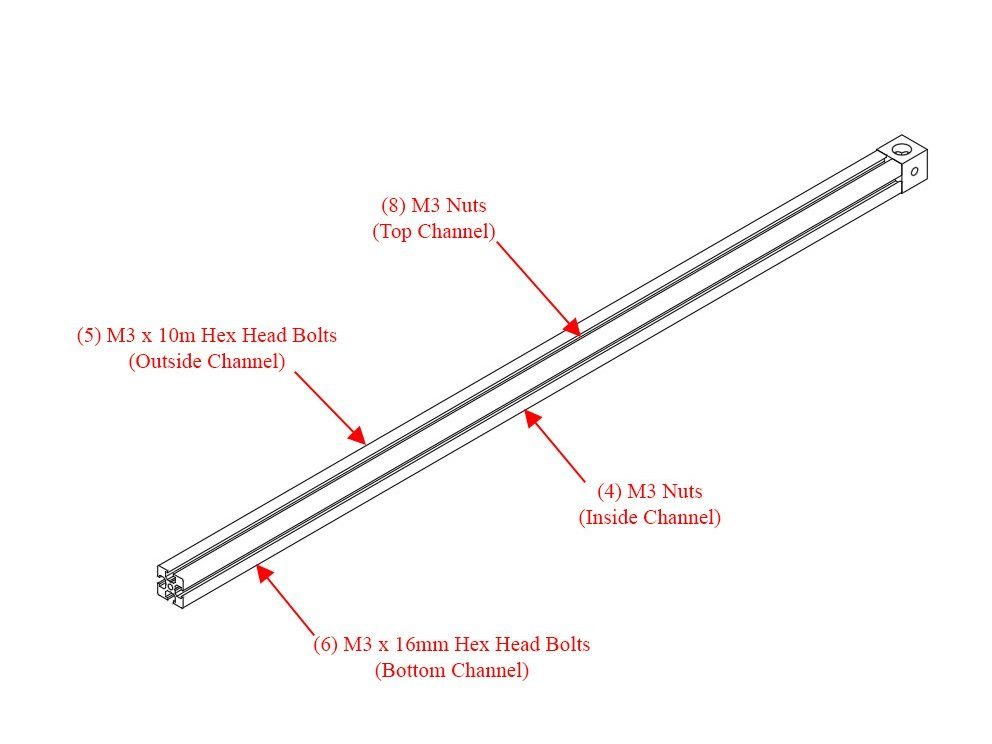 (8) M3 Nuts
(Top Channel)
(5) M3 x 10m Hex Head Bolts
(Outside Channel)
(4) M3 Nuts
(Inside Channel)
(6) M3 x 16mm Hex Head Bolts
(Bottom Channel)